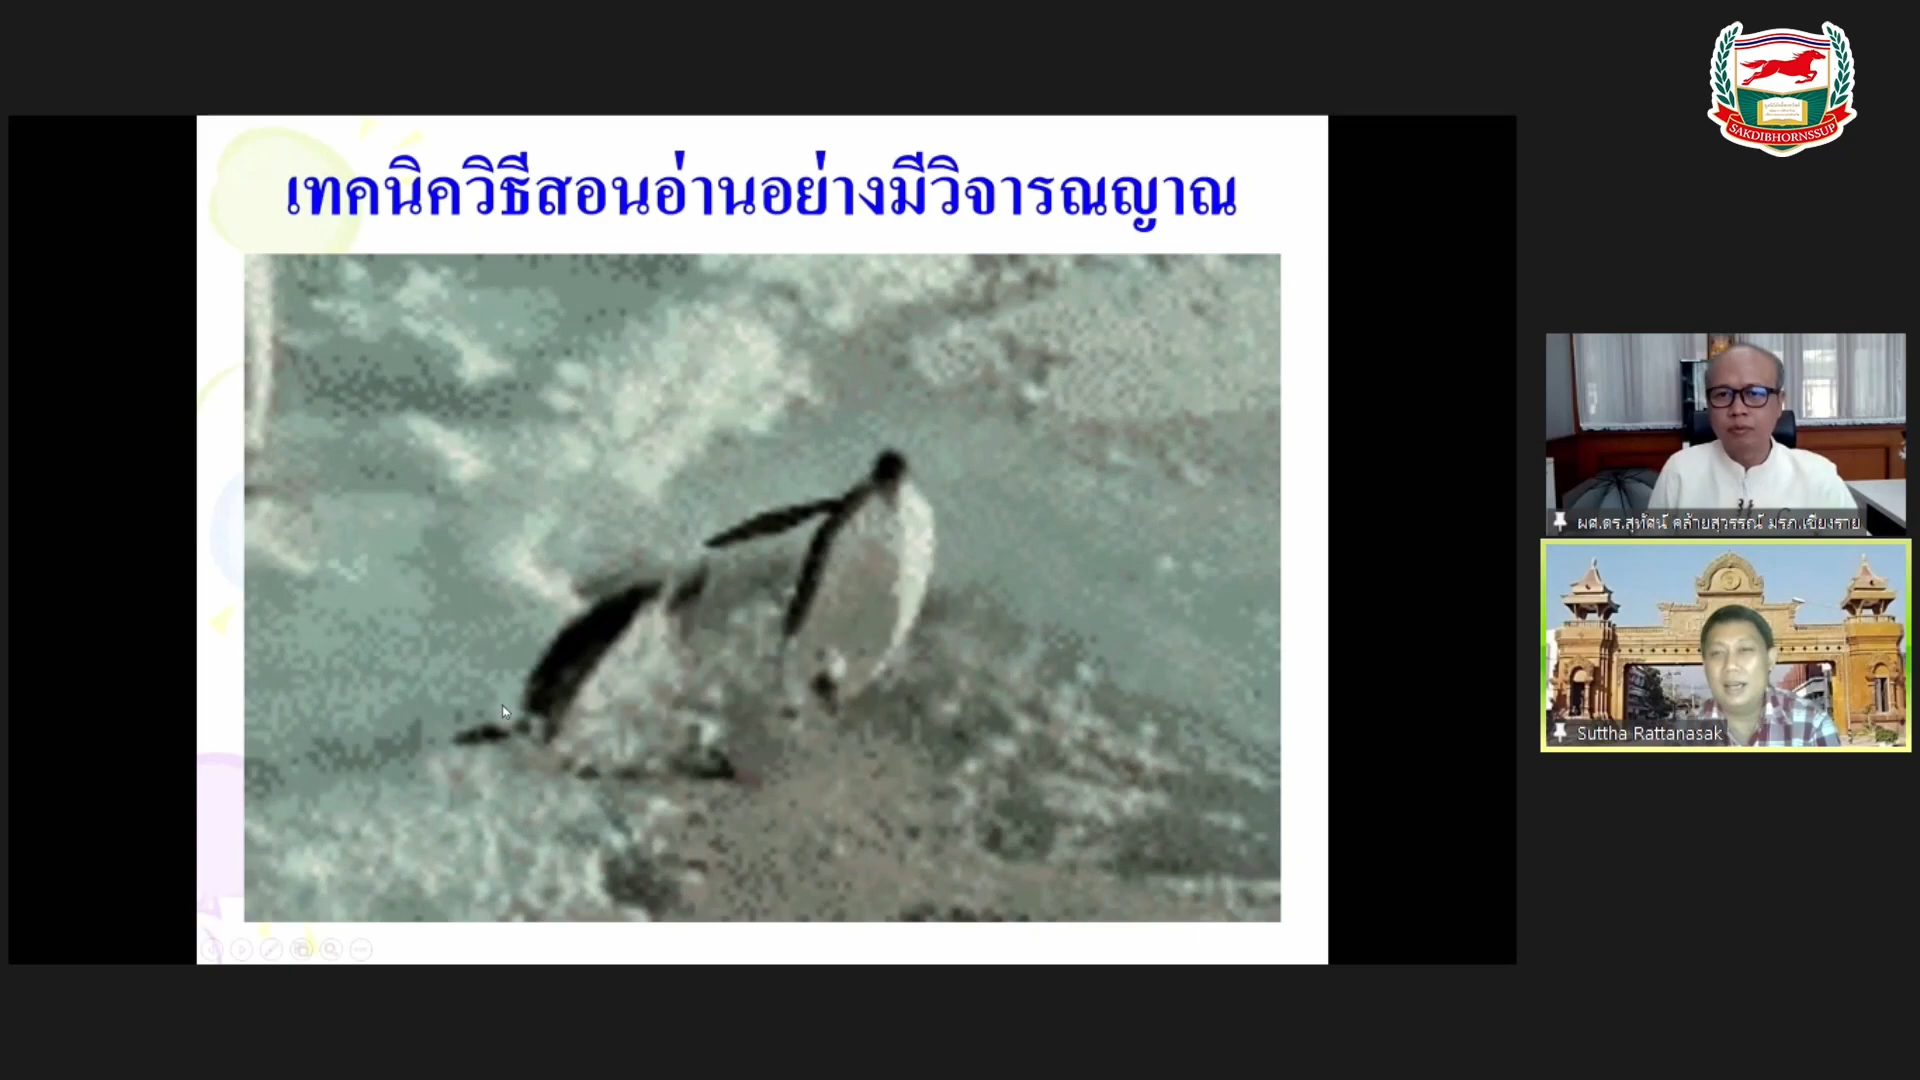 เทคนิควิธีสอนอ่านอย่างมีวิจารณญาณ
SAKDIBHORNSSUP
ผศ.ดร.สุทัศน์ คล้ายสุวรรณ์ มรภ.เชียงราย
Suttha Rattanasak